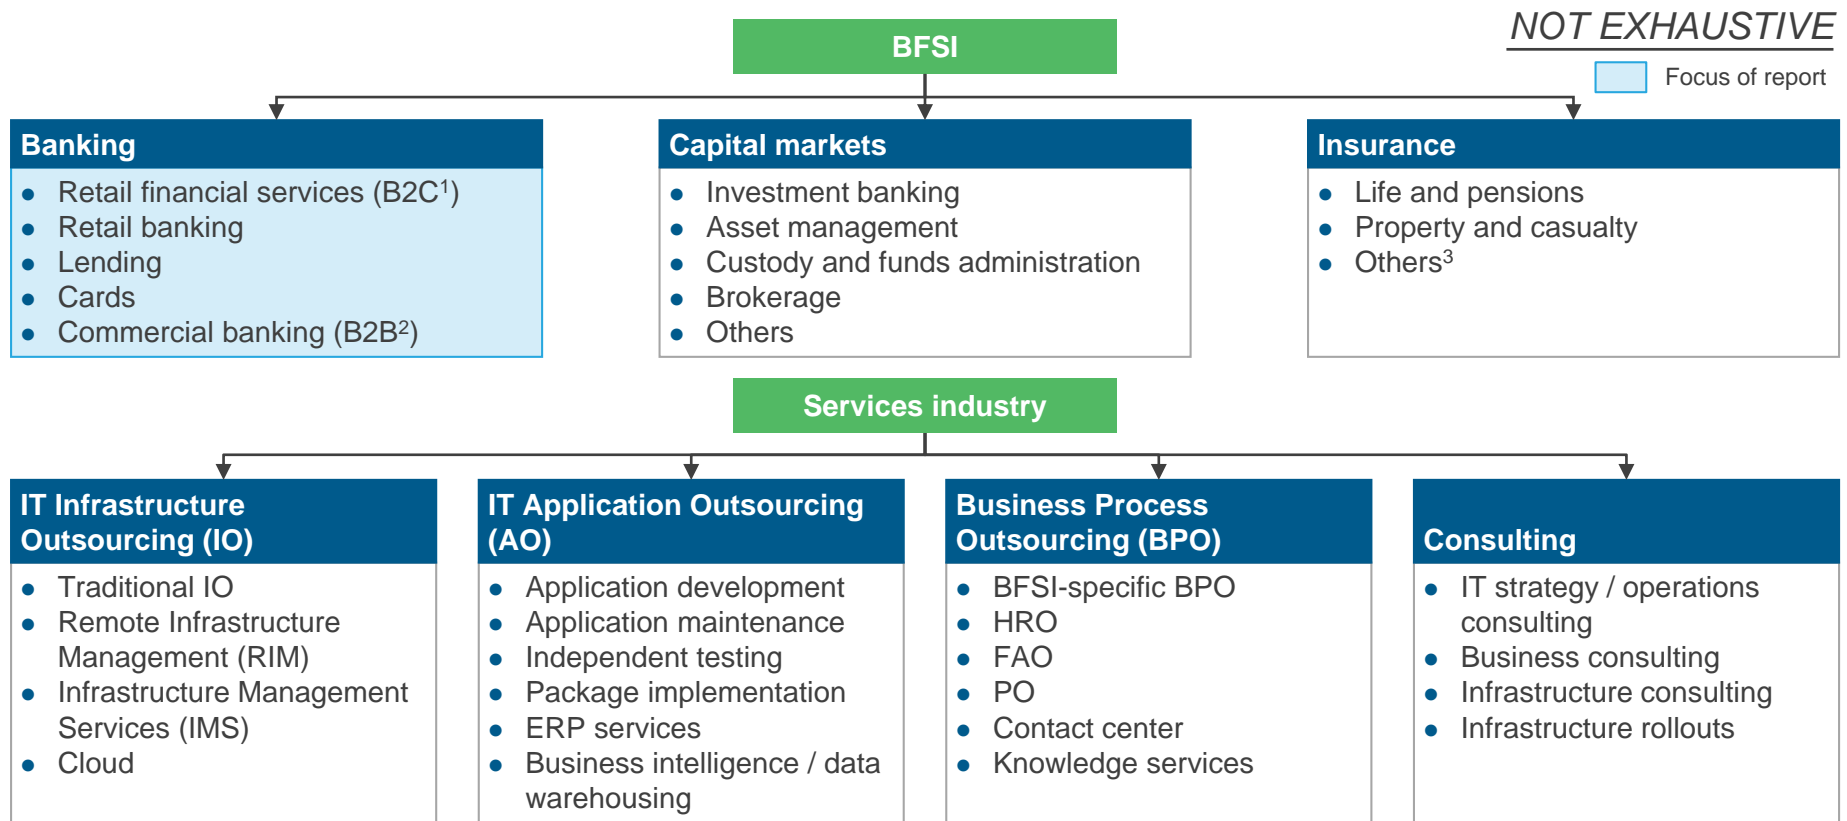 NOT EXHAUSTIVE
Focus of report
BFSI
Banking
● Retail financial services (B2C¹)
● Retail banking
● Lending
● Cards
● Commercial banking (B2B²)
Capital markets
● Investment banking
● Asset management
● Custody and funds administration
● Brokerage
● Others
Insurance
● Life and pensions
● Property and casualty
● Others³
Services industry
IT Infrastructure
Outsourcing (IO)
● Traditional IO
● Remote Infrastructure
Management (RIM)
● Infrastructure Management
Services (IMS)
● Cloud
IT Application Outsourcing
(AO)
● Application development
● Application maintenance
● Independent testing
● Package implementation
● ERP services
● Business intelligence / data
warehousing
Business Process
Outsourcing (BPO)
● BFSI-specific BPO
● HRO
● FAO
● PO
● Contact center
● Knowledge services
Consulting
● IT strategy / operations
consulting
● Business consulting
● Infrastructure consulting
● Infrastructure rollouts